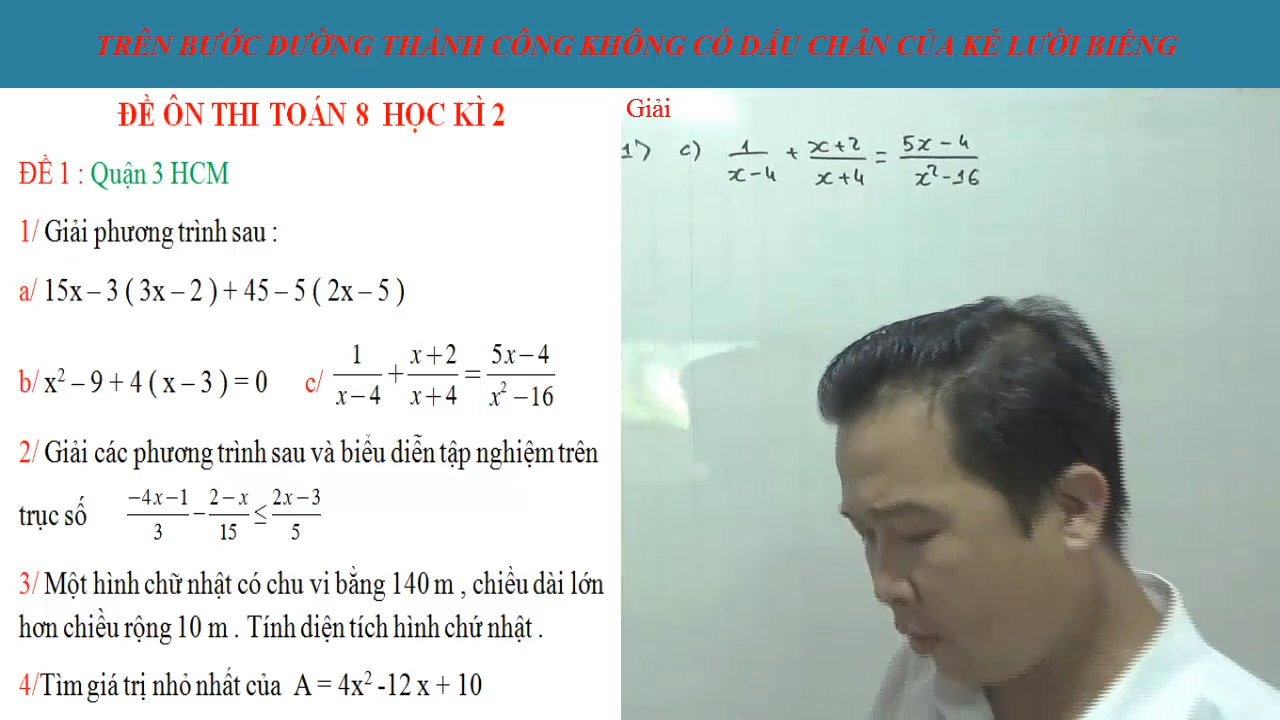 TRÊN BƯỚC ĐƯỜNG THÀNH CÔNG KHÔNG CÓ DẤU CHÂN CỦA KẺ LƯỜI BIẾNG
ĐỀ ÔN THI TOÁN 8 HỌC KÌ 2
ĐỀ 1 : Quận 3 HCM
1/ Giải phương trình sau :
a/ 15x – 3 ( 3x – 2 ) + 45 – 5 ( 2x – 5 )
b/ x² – 9 + 4 ( x – 3 ) = 0 c/ 1/(x–4) + (x+2)/(x+4) = (5x–4)/(x²–16)
2/ Giải các phương trình sau và biểu diễn tập nghiệm trên
trục số (–4x–1)/3 – (2–x)/15 ≤ (2x–3)/5
3/ Một hình chữ nhật có chu vi bằng 140 m , chiều dài lớn
hơn chiều rộng 10 m . Tính diện tích hình chứ nhật .
4/Tìm giá trị nhỏ nhất của A = 4x² -12 x + 10
Giải
1) c) 1/(x-4) + (x+2)/(x+4) = (5x-4)/(x²-16)